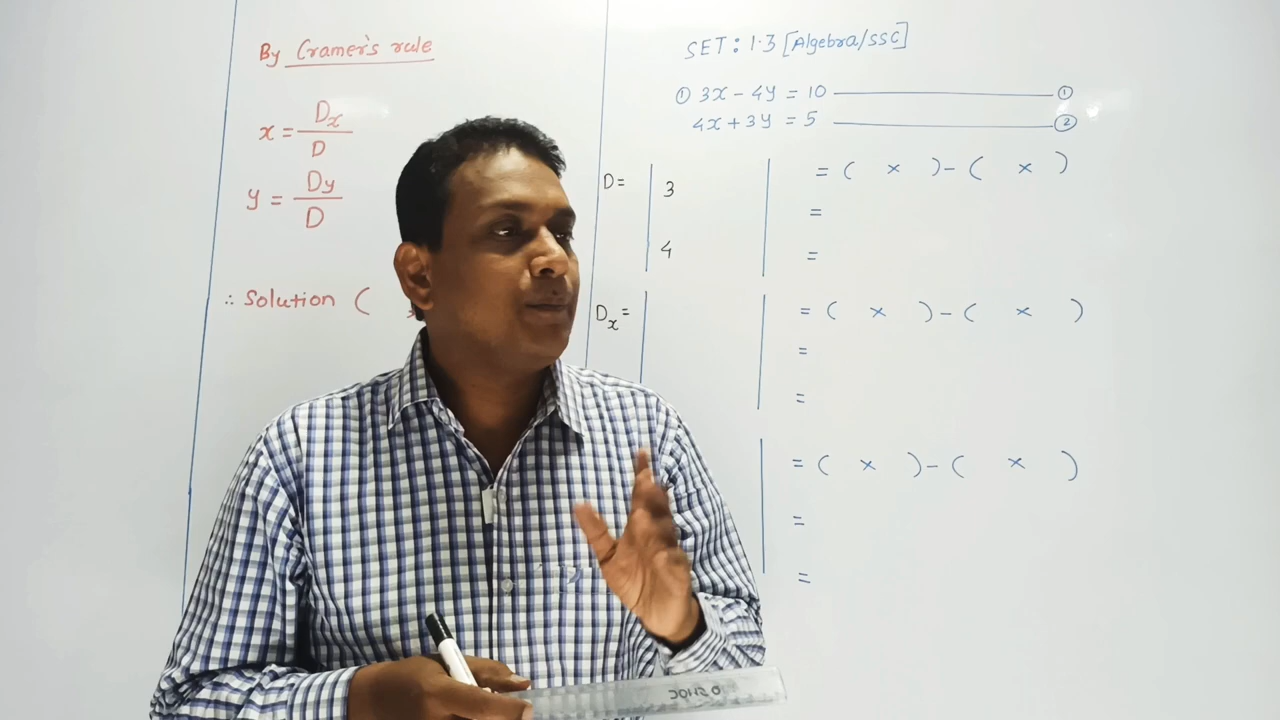 By Cramer's rule
x = Dx / D
y = Dy / D
∴ Solution (
SET: 1.3 [Algebra/SSC]
① 3x - 4y = 10 ①
4x + 3y = 5 ②
D = | 3 | = ( × ) - ( × )
=
4
=
Dx = | | = ( × ) - ( × )
=
=
| = ( × ) - ( × )
=
=